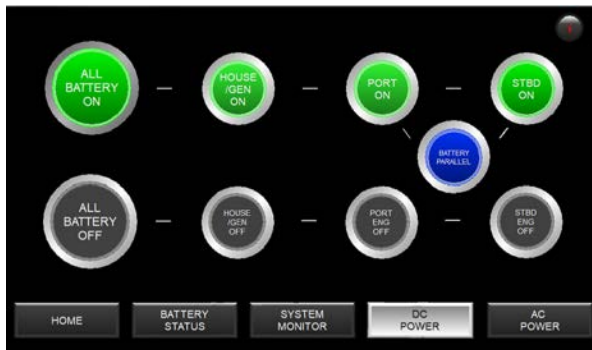 ALL
BATTERY
ON
HOUSE
/GEN
ON
PORT
ON
STBD
ON
BATTERY
PARALLEL
ALL
BATTERY
OFF
HOUSE
/GEN
OFF
PORT
ENG
OFF
STBD
ENG
OFF
HOME
BATTERY
STATUS
SYSTEM
MONITOR
DC
POWER
AC
POWER